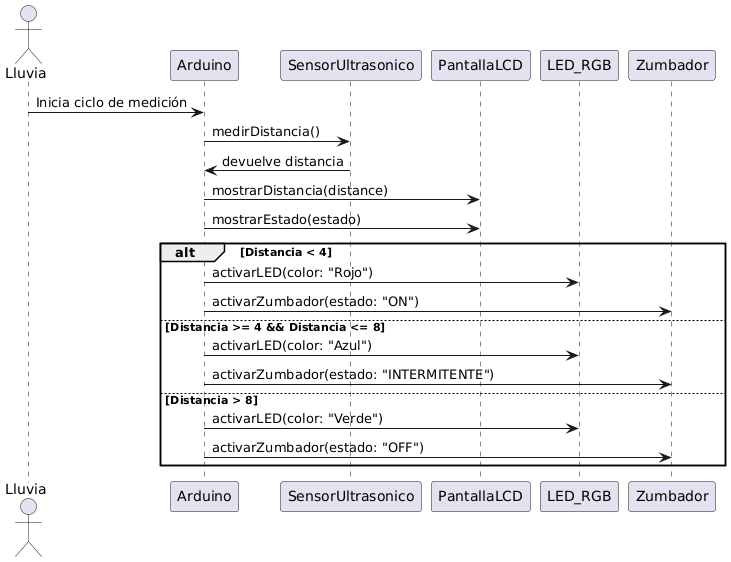 Lluvia
Arduino SensorUltrasonico PantallaLCD LED_RGB Zumbador
Inicia ciclo de medición
medirDistancia()
devuelve distancia
mostrarDistancia(distance)
mostrarEstado(estado)
alt [Distancia < 4]
activarLED(color: "Rojo")
activarZumbador(estado: "ON")
[Distancia >= 4 && Distancia <= 8]
activarLED(color: "Azul")
activarZumbador(estado: "INTERMITENTE")
[Distancia > 8]
activarLED(color: "Verde")
activarZumbador(estado: "OFF")
Lluvia
Arduino SensorUltrasonico PantallaLCD LED_RGB Zumbador